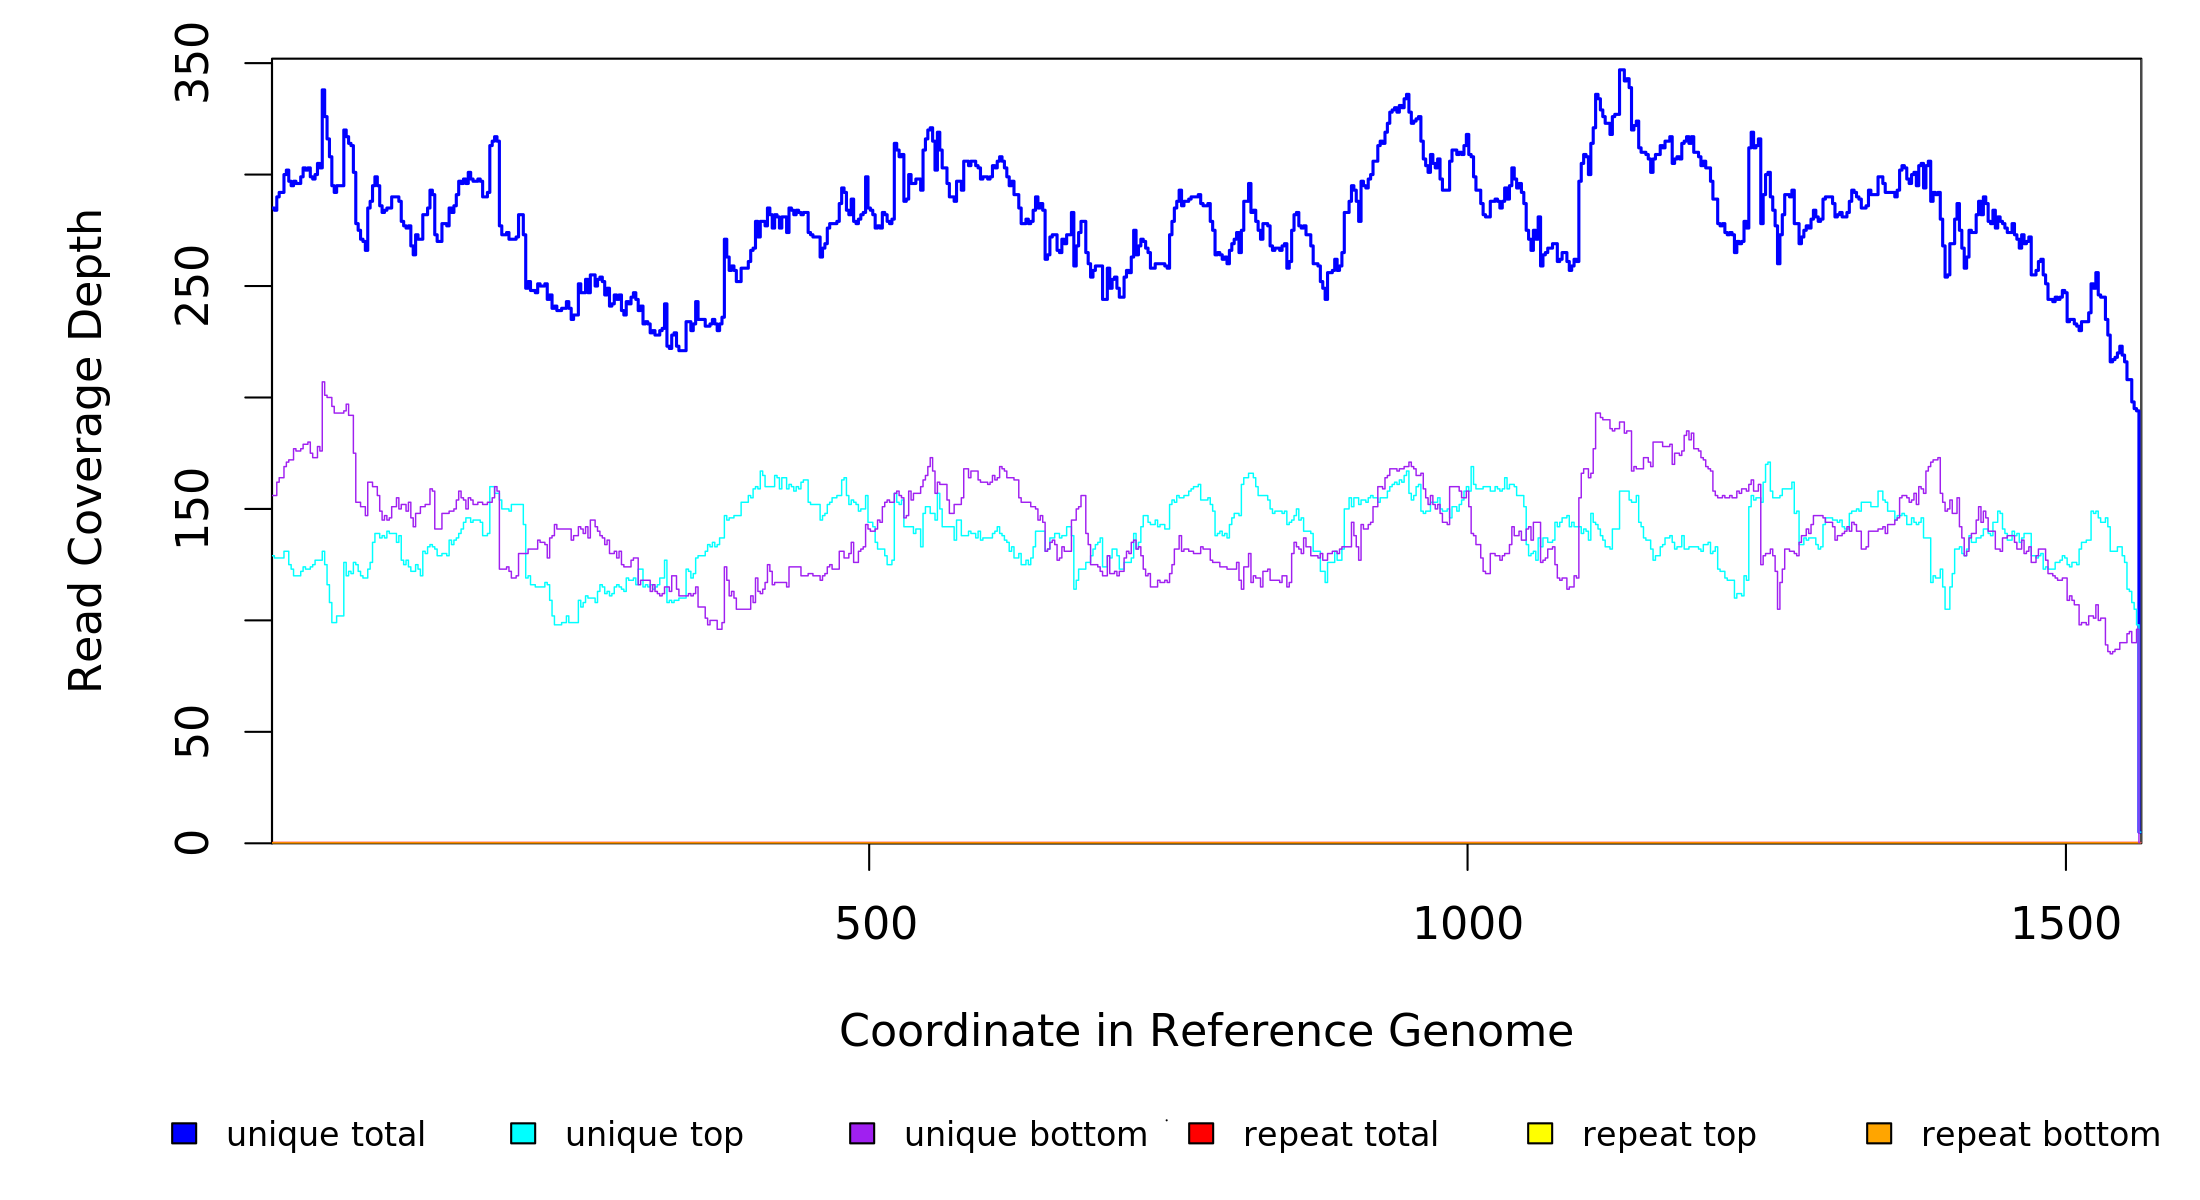 350
250
150
50
0
Read Coverage Depth
500 1000 1500
Coordinate in Reference Genome
unique total unique top unique bottom repeat total repeat top repeat bottom